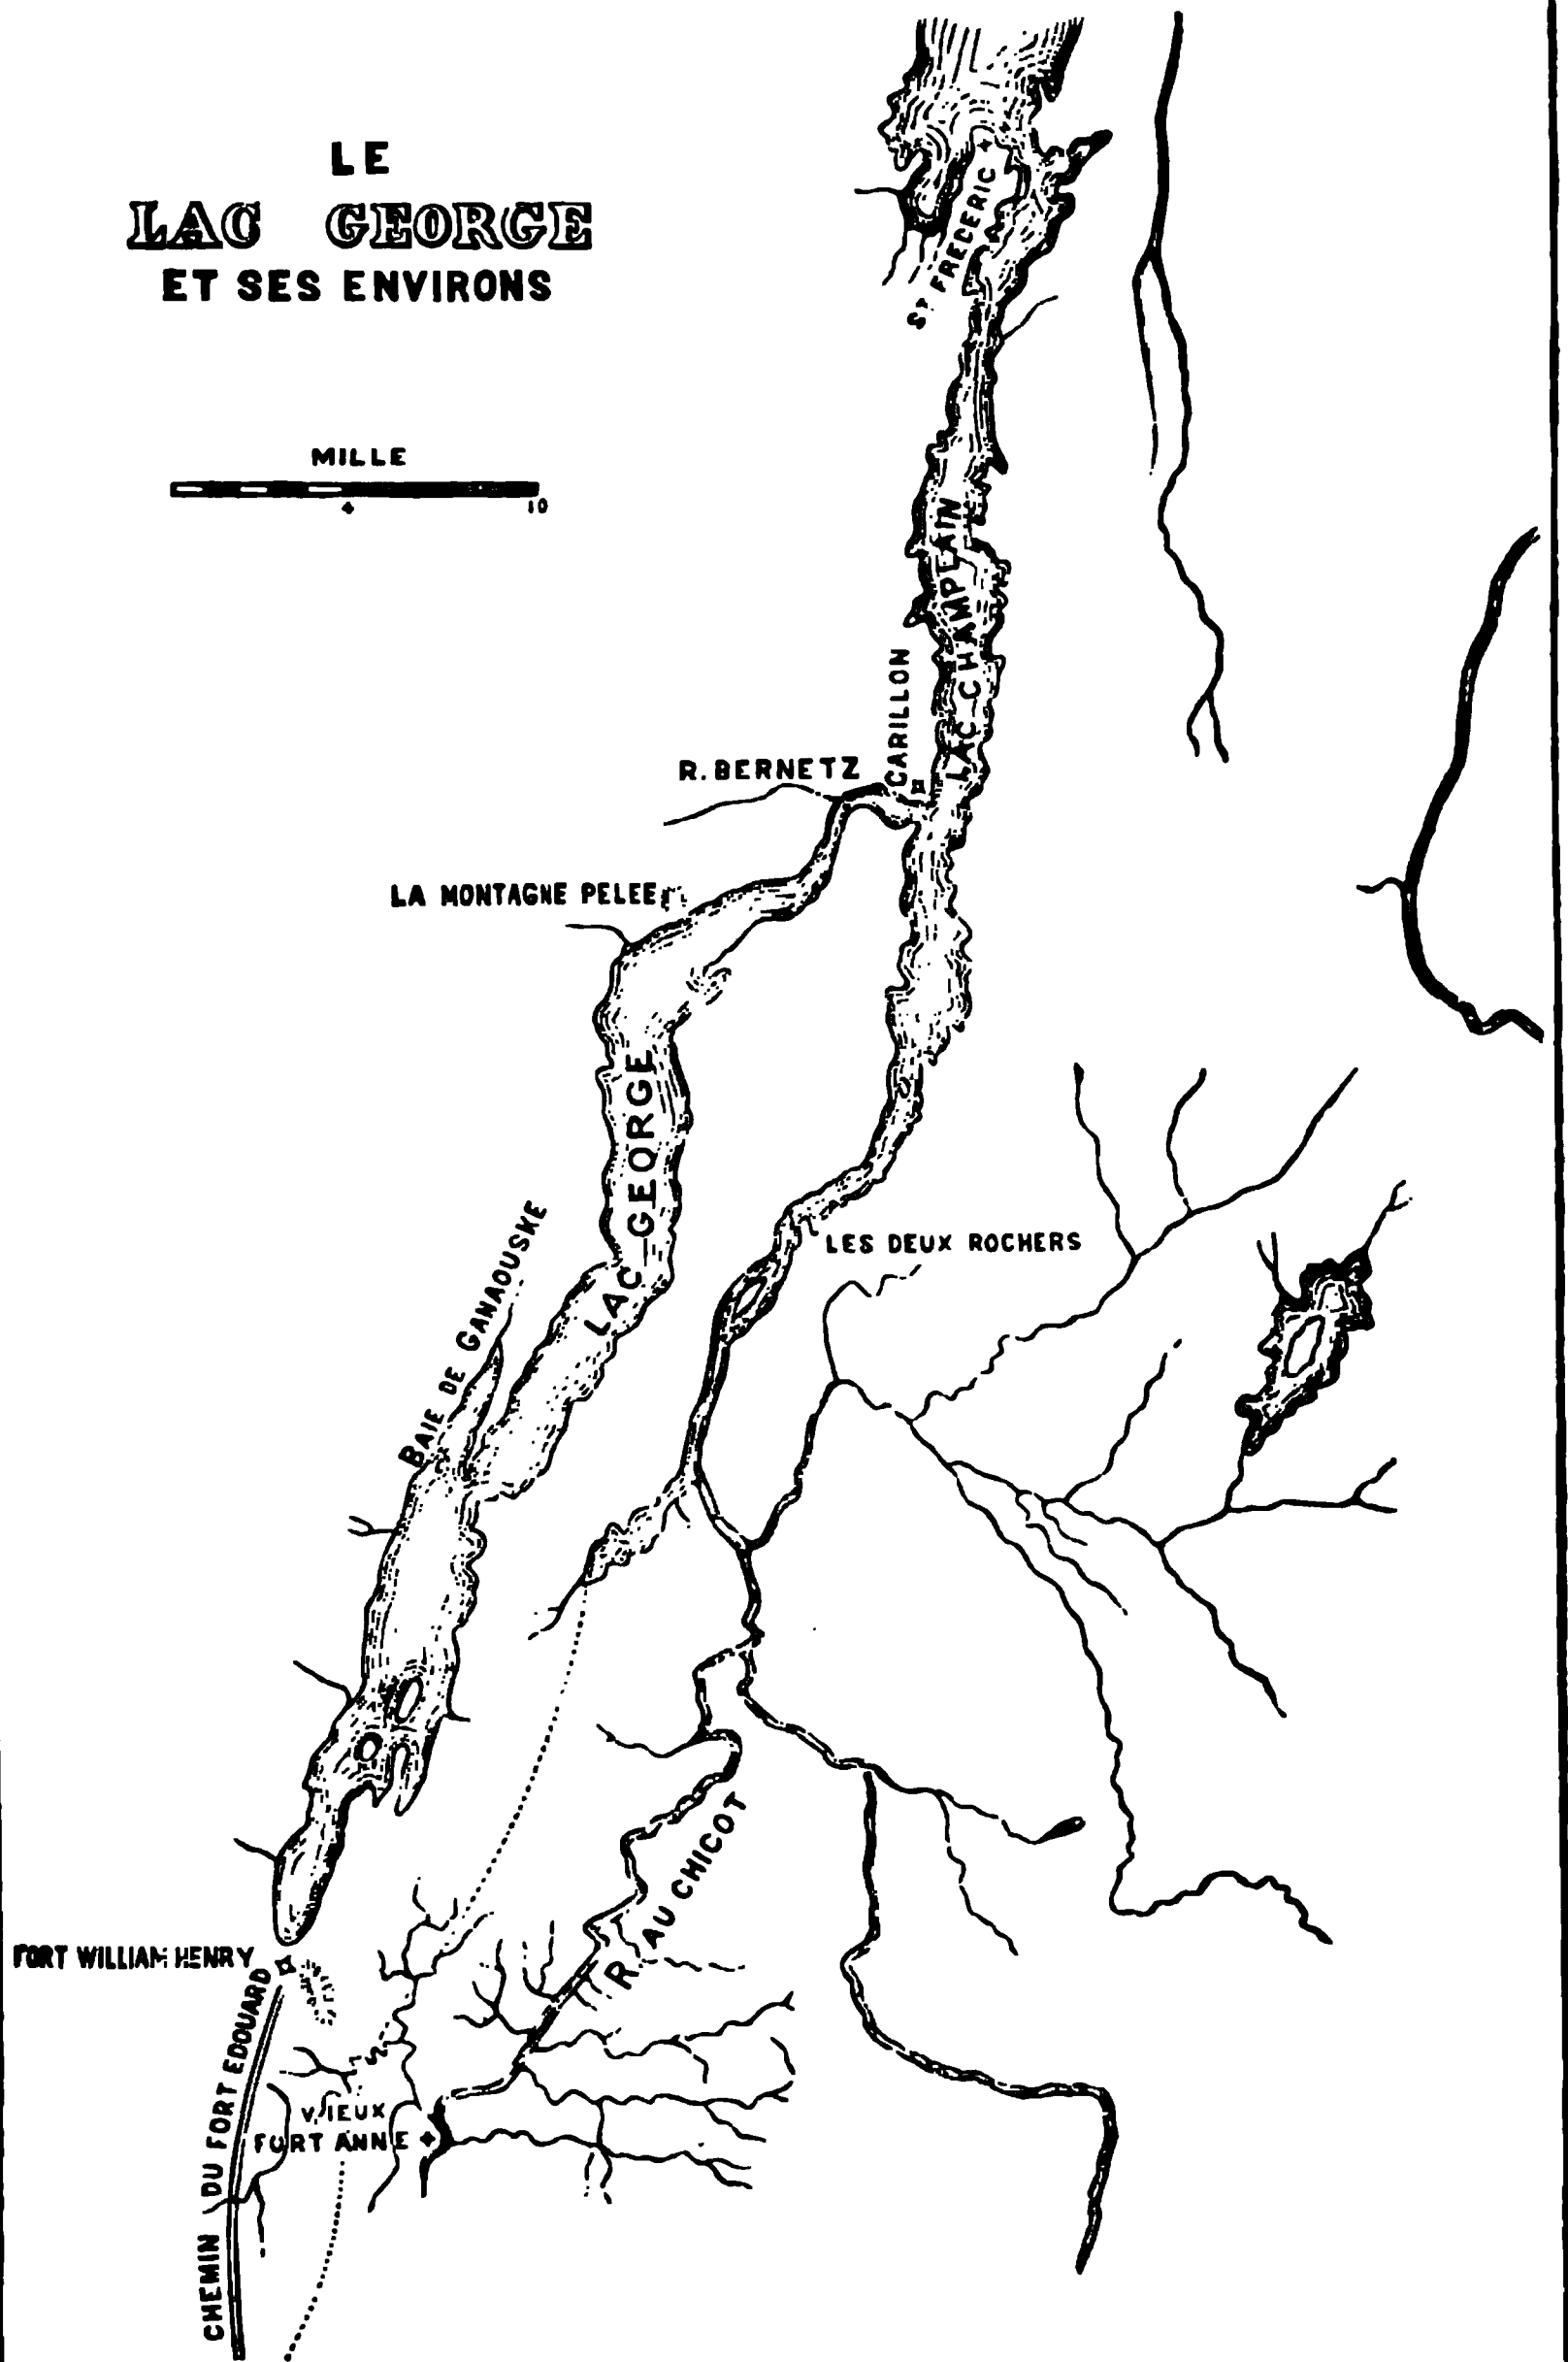 LE
LAC GEORGE
ET SES ENVIRONS
MILLE
4 10
ST FREDERIC
LAC CHAMPLAIN
CARILLON
R. BERNETZ
LA MONTAGNE PELEE
LAC GEORGE
BAIE DE GANAOUSKE
LES DEUX ROCHERS
R. AU CHICOT
FORT WILLIAM HENRY
CHEMIN DU FORT EDOUARD
VIEUX
FORT ANNE